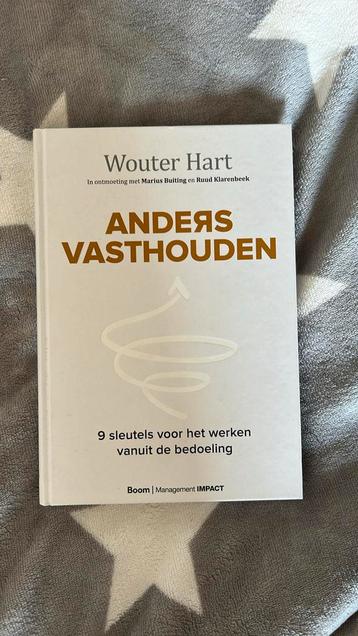 Wouter Hart
In ontmoeting met Marius Buiting en Ruud Klarenbeek
ANDEЯS
VASTHOUDEN
9 sleutels voor het werken
vanuit de bedoeling
Boom | Management IMPACT